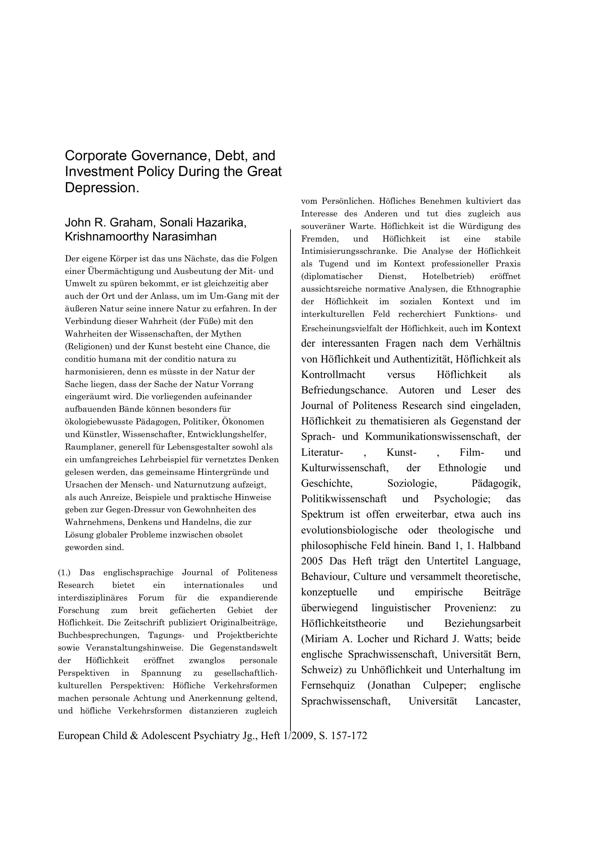 Corporate Governance, Debt, and
Investment Policy During the Great
Depression.
John R. Graham, Sonali Hazarika,
Krishnamoorthy Narasimhan
Der eigene Körper ist das uns Nächste, das die Folgen
einer Übermächtigung und Ausbeutung der Mit- und
Umwelt zu spüren bekommt, er ist gleichzeitig aber
auch der Ort und der Anlass, um im Um-Gang mit der
äußeren Natur seine innere Natur zu erfahren. In der
Verbindung dieser Wahrheit (der Füße) mit den
Wahrheiten der Wissenschaften, der Mythen
(Religionen) und der Kunst besteht eine Chance, die
conditio humana mit der conditio natura zu
harmonisieren, denn es müsste in der Natur der
Sache liegen, dass der Sache der Natur Vorrang
eingeräumt wird. Die vorliegenden aufeinander
aufbauenden Bände können besonders für
ökologiebewusste Pädagogen, Politiker, Ökonomen
und Künstler, Wissenschafter, Entwicklungshelfer,
Raumplaner, generell für Lebensgestalter sowohl als
ein umfangreiches Lehrbeispiel für vernetztes Denken
gelesen werden, das gemeinsame Hintergründe und
Ursachen der Mensch- und Naturnutzung aufzeigt,
als auch Anreize, Beispiele und praktische Hinweise
geben zur Gegen-Dressur von Gewohnheiten des
Wahrnehmens, Denkens und Handelns, die zur
Lösung globaler Probleme inzwischen obsolet
geworden sind.
(1.) Das englischsprachige Journal of Politeness
Research bietet ein internationales und
interdisziplinäres Forum für die expandierende
Forschung zum breit gefächerten Gebiet der
Höflichkeit. Die Zeitschrift publiziert Originalbeiträge,
Buchbesprechungen, Tagungs- und Projektberichte
sowie Veranstaltungshinweise. Die Gegenstandswelt
der Höflichkeit eröffnet zwanglos personale
Perspektiven in Spannung zu gesellschaftlich-
kulturellen Perspektiven: Höfliche Verkehrsformen
machen personale Achtung und Anerkennung geltend,
und höfliche Verkehrsformen distanzieren zugleich
vom Persönlichen. Höfliches Benehmen kultiviert das
Interesse des Anderen und tut dies zugleich aus
souveräner Warte. Höflichkeit ist die Würdigung des
Fremden, und Höflichkeit ist eine stabile
Intimisierungsschranke. Die Analyse der Höflichkeit
als Tugend und im Kontext professioneller Praxis
(diplomatischer Dienst, Hotelbetrieb) eröffnet
aussichtsreiche normative Analysen, die Ethnographie
der Höflichkeit im sozialen Kontext und im
interkulturellen Feld recherchiert Funktions- und
Erscheinungsvielfalt der Höflichkeit, auch im Kontext
der interessanten Fragen nach dem Verhältnis
von Höflichkeit und Authentizität, Höflichkeit als
Kontrollmacht versus Höflichkeit als
Befriedungschance. Autoren und Leser des
Journal of Politeness Research sind eingeladen,
Höflichkeit zu thematisieren als Gegenstand der
Sprach- und Kommunikationswissenschaft, der
Literatur- , Kunst- , Film- und
Kulturwissenschaft, der Ethnologie und
Geschichte, Soziologie, Pädagogik,
Politikwissenschaft und Psychologie; das
Spektrum ist offen erweiterbar, etwa auch ins
evolutionsbiologische oder theologische und
philosophische Feld hinein. Band 1, 1. Halbband
2005 Das Heft trägt den Untertitel Language,
Behaviour, Culture und versammelt theoretische,
konzeptuelle und empirische Beiträge
überwiegend linguistischer Provenienz: zu
Höflichkeitstheorie und Beziehungsarbeit
(Miriam A. Locher und Richard J. Watts; beide
englische Sprachwissenschaft, Universität Bern,
Schweiz) zu Unhöflichkeit und Unterhaltung im
Fernsehquiz (Jonathan Culpeper; englische
Sprachwissenschaft, Universität Lancaster,
European Child & Adolescent Psychiatry Jg., Heft 1/2009, S. 157-172